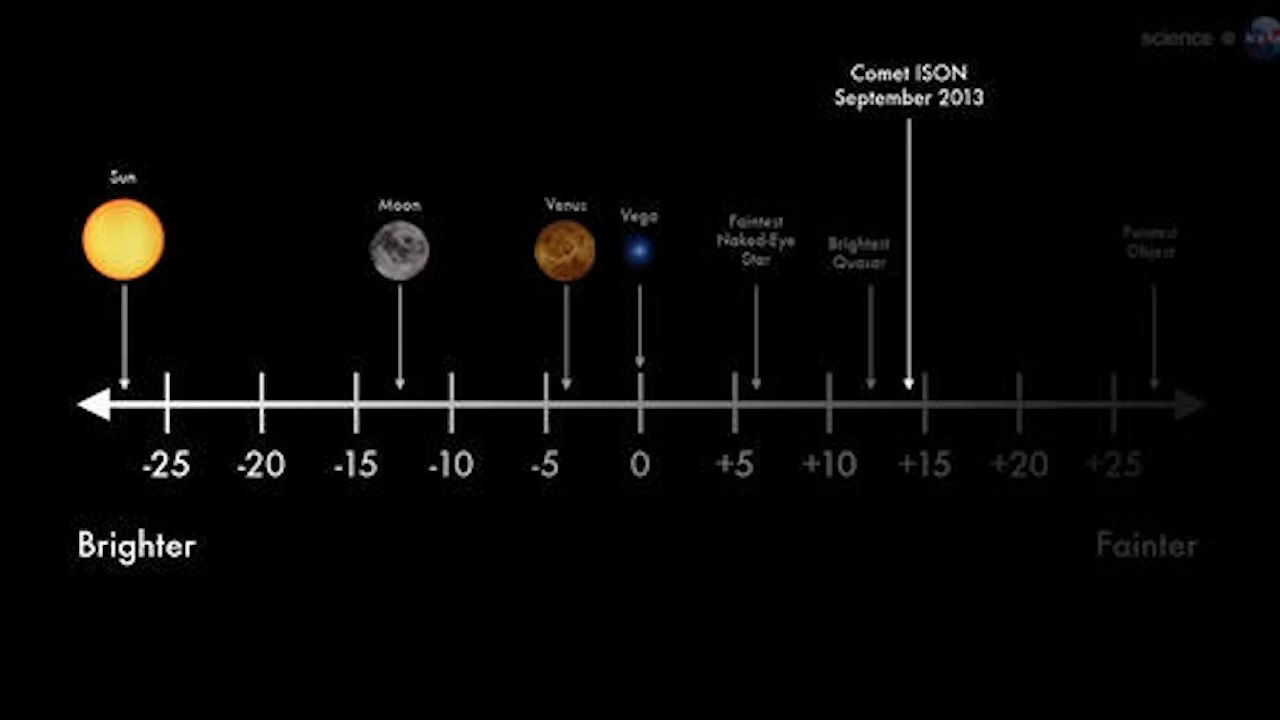 science @ NASA
Comet ISON
September 2013
Sun
Moon
Venus
Vega
Faintest
Naked-Eye
Star
Brightest
Quasar
Faintest
Object
-25
-20
-15
-10
-5
0
+5
+10
+15
+20
+25
Brighter
Fainter